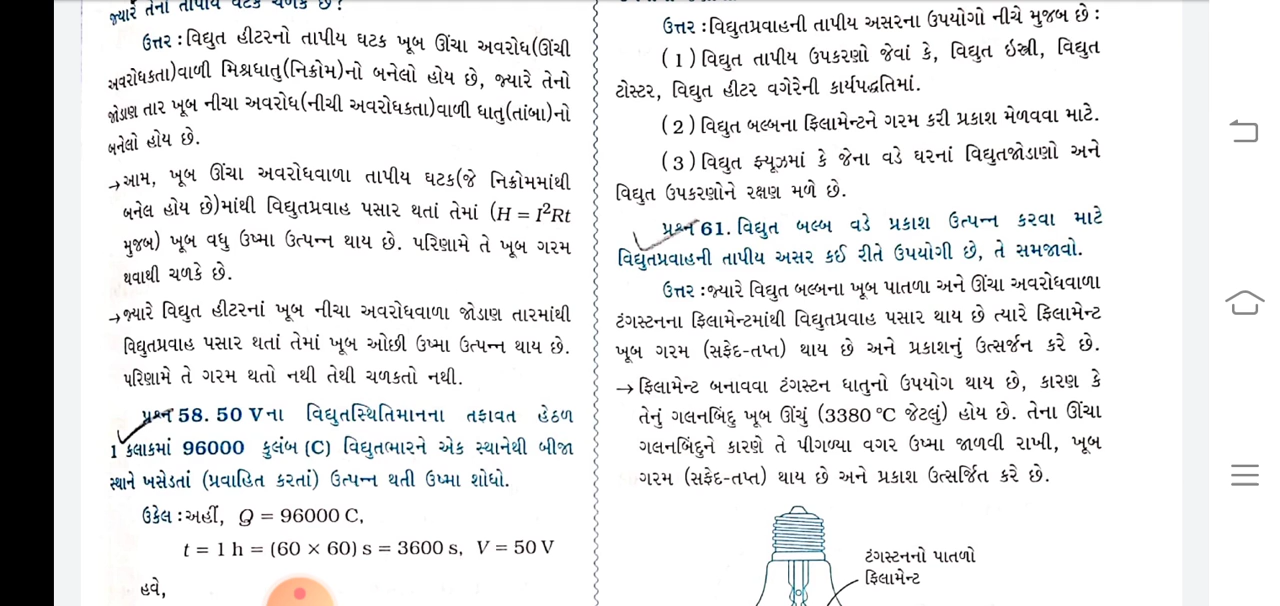 જ્યારે તેના તાપીય ઘટક ચળકે છે?
ઉત્તર : વિદ્યુત હીટરનો તાપીય ઘટક ખૂબ ઊંચા અવરોધ(ઊંચી
અવરોધકતા)વાળી મિશ્રધાતુ(નિક્રોમ)નો બનેલો હોય છે, જ્યારે તેનો
જોડાણ તાર ખૂબ નીચા અવરોધ(નીચી અવરોધકતા)વાળી ધાતુ(તાંબા)નો
બનેલો હોય છે.
→ આમ, ખૂબ ઊંચા અવરોધવાળા તાપીય ઘટક(જે નિક્રોમમાંથી
બનેલ હોય છે)માંથી વિદ્યુતપ્રવાહ પસાર થતાં તેમાં (H = I²Rt
મુજબ) ખૂબ વધુ ઉષ્મા ઉત્પન્ન થાય છે. પરિણામે તે ખૂબ ગરમ
થવાથી ચળકે છે.
→ જ્યારે વિદ્યુત હીટરનાં ખૂબ નીચા અવરોધવાળા જોડાણ તારમાંથી
વિદ્યુતપ્રવાહ પસાર થતાં તેમાં ખૂબ ઓછી ઉષ્મા ઉત્પન્ન થાય છે.
પરિણામે તે ગરમ થતો નથી તેથી ચળકતો નથી.
પ્રશ્ન 58. 50 Vના વિદ્યુતસ્થિતિમાનના તફાવત હેઠળ
1 કલાકમાં 96000 કુલંબ (C) વિદ્યુતભારને એક સ્થાનેથી બીજા
સ્થાને ખસેડતાં (પ્રવાહિત કરતાં) ઉત્પન્ન થતી ઉષ્મા શોધો.
ઉકેલ : અહીં, Q = 96000 C,
t = 1 h = (60 × 60) s = 3600 s, V = 50 V
હવે,
ઉત્તર : વિદ્યુતપ્રવાહની તાપીય અસરના ઉપયોગો નીચે મુજબ છે :
(1) વિદ્યુત તાપીય ઉપકરણો જેવાં કે, વિદ્યુત ઇસ્ત્રી, વિદ્યુત
ટોસ્ટર, વિદ્યુત હીટર વગેરેની કાર્યપદ્ધતિમાં.
(2) વિદ્યુત બલ્બના ફિલામેન્ટને ગરમ કરી પ્રકાશ મેળવવા માટે.
(3) વિદ્યુત ફ્યૂઝમાં કે જેના વડે ઘરનાં વિદ્યુતજોડાણો અને
વિદ્યુત ઉપકરણોને રક્ષણ મળે છે.
પ્રશ્ન 61. વિદ્યુત બલ્બ વડે પ્રકાશ ઉત્પન્ન કરવા માટે
વિદ્યુતપ્રવાહની તાપીય અસર કઈ રીતે ઉપયોગી છે, તે સમજાવો.
ઉત્તર : જ્યારે વિદ્યુત બલ્બના ખૂબ પાતળા અને ઊંચા અવરોધવાળા
ટંગસ્ટનના ફિલામેન્ટમાંથી વિદ્યુતપ્રવાહ પસાર થાય છે ત્યારે ફિલામેન્ટ
ખૂબ ગરમ (સફેદ-તપ્ત) થાય છે અને પ્રકાશનું ઉત્સર્જન કરે છે.
→ ફિલામેન્ટ બનાવવા ટંગસ્ટન ધાતુનો ઉપયોગ થાય છે, કારણ કે
તેનું ગલનબિંદુ ખૂબ ઊંચું (3380 °C જેટલું) હોય છે. તેના ઊંચા
ગલનબિંદુને કારણે તે પીગળ્યા વગર ઉષ્મા જાળવી રાખી, ખૂબ
ગરમ (સફેદ-તપ્ત) થાય છે અને પ્રકાશ ઉત્સર્જિત કરે છે.
ટંગસ્ટનનો પાતળો
ફિલામેન્ટ